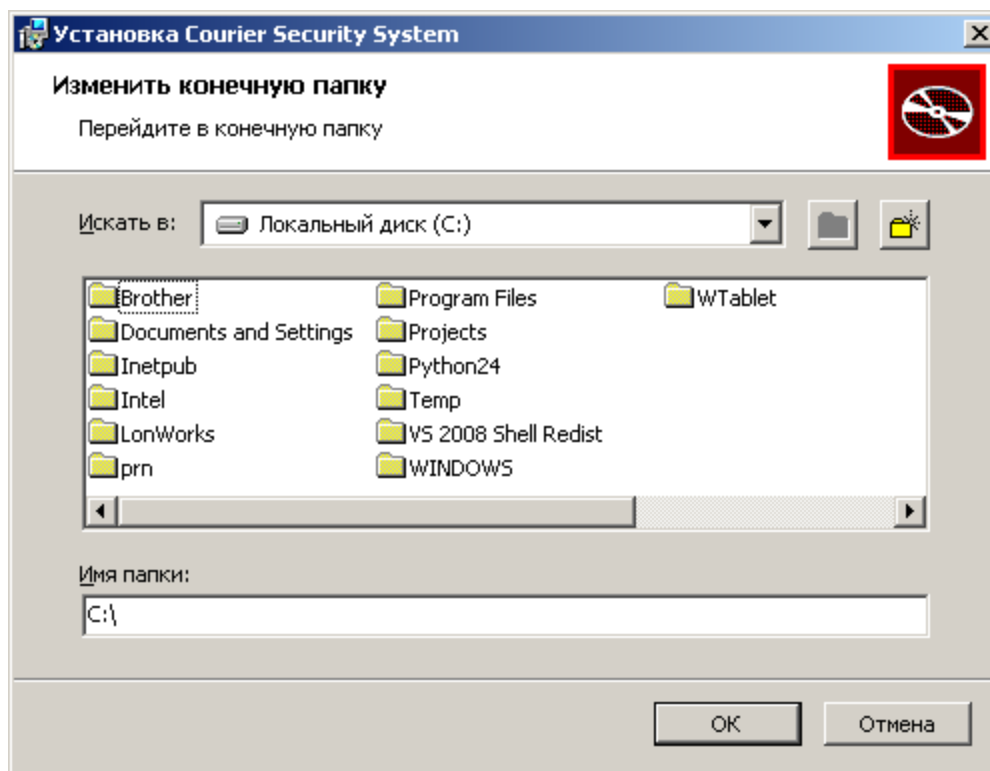 Установка Courier Security System
Изменить конечную папку
Перейдите в конечную папку
Искать в: Локальный диск (C:)
Brother Program Files WTablet
Documents and Settings Projects
Inetpub Python24
Intel Temp
LonWorks VS 2008 Shell Redist
prn WINDOWS
Имя папки:
C:\
ОК Отмена